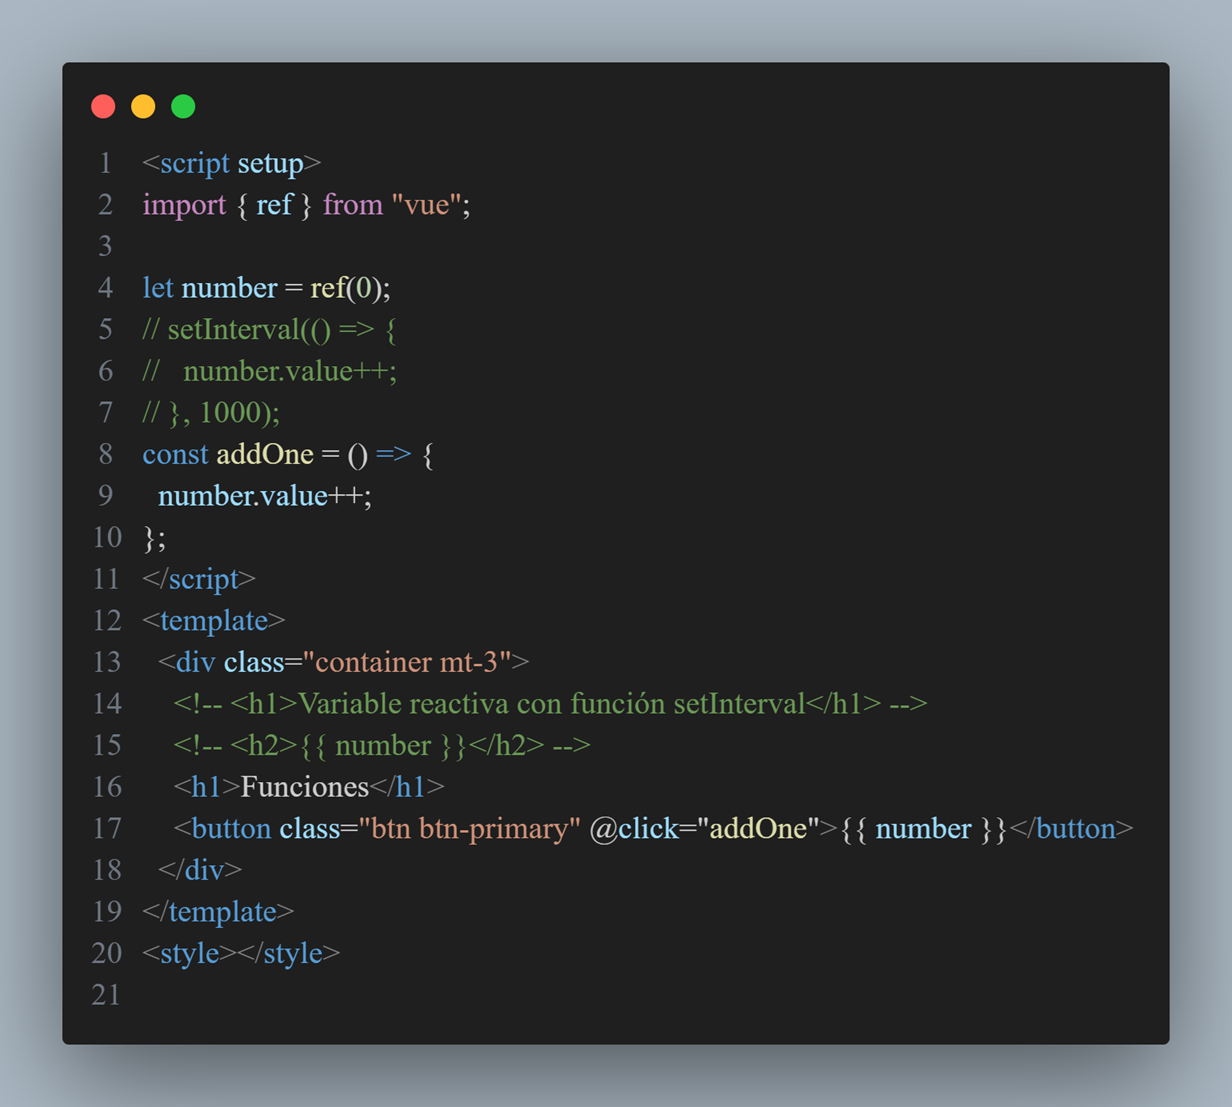 1 <script setup>
2 import { ref } from "vue";
3
4 let number = ref(0);
5 // setInterval(() => {
6 //   number.value++;
7 // }, 1000);
8 const addOne = () => {
9   number.value++;
10 };
11 </script>
12 <template>
13   <div class="container mt-3">
14     <!-- <h1>Variable reactiva con función setInterval</h1> -->
15     <!-- <h2>{{ number }}</h2> -->
16     <h1>Funciones</h1>
17     <button class="btn btn-primary" @click="addOne">{{ number }}</button>
18   </div>
19 </template>
20 <style></style>
21